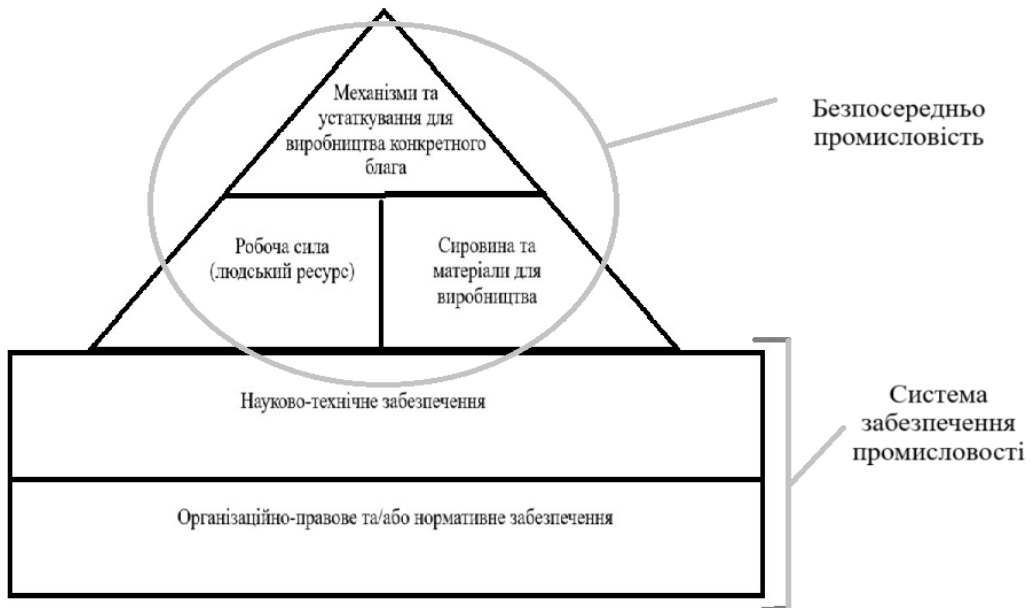 Механізми та
устаткування для
виробництва конкретного
блага
Безпосередньо
промисловість
Робоча сила
(людський ресурс)
Сировина та
матеріали для
виробництва
Науково-технічне забезпечення
Система
забезпечення
промисловості
Організаційно-правове та/або нормативне забезпечення